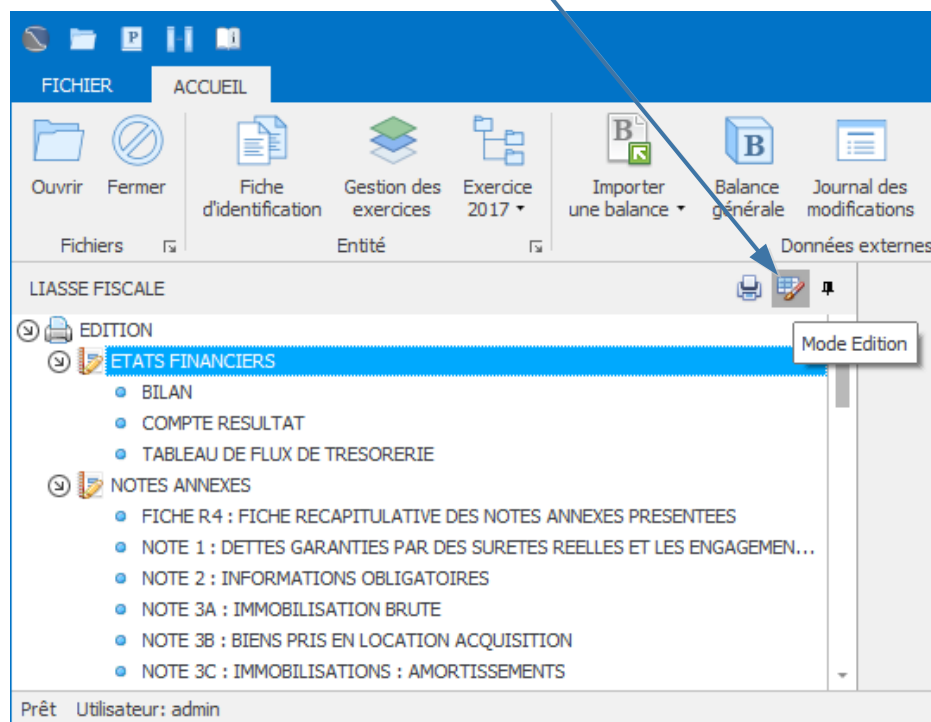 FICHIER ACCUEIL
Ouvrir Fermer Fiche d'identification Gestion des exercices Exercice 2017 Importer une balance Balance générale Journal des modifications
Fichiers Entité Données externes
LIASSE FISCALE
Mode Edition
EDITION
ETATS FINANCIERS
BILAN
COMPTE RESULTAT
TABLEAU DE FLUX DE TRESORERIE
NOTES ANNEXES
FICHE R4 : FICHE RECAPITULATIVE DES NOTES ANNEXES PRESENTEES
NOTE 1 : DETTES GARANTIES PAR DES SURETES REELLES ET LES ENGAGEMEN...
NOTE 2 : INFORMATIONS OBLIGATOIRES
NOTE 3A : IMMOBILISATION BRUTE
NOTE 3B : BIENS PRIS EN LOCATION ACQUISITION
NOTE 3C : IMMOBILISATIONS : AMORTISSEMENTS
Prêt Utilisateur: admin